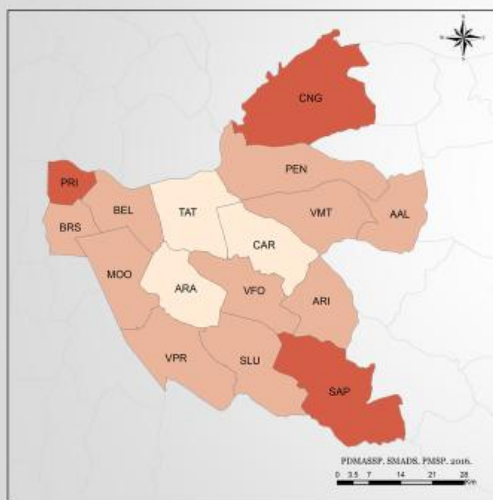 CNG
PRI
PEN
BEL
TAT
VMT
AAL
BRS
CAR
MOO
ARA
VFO
ARI
VPR
SLU
SAP
PDMASSP. SMADS. PMSP. 2016.
0 3.5 7 14 21 28
Km